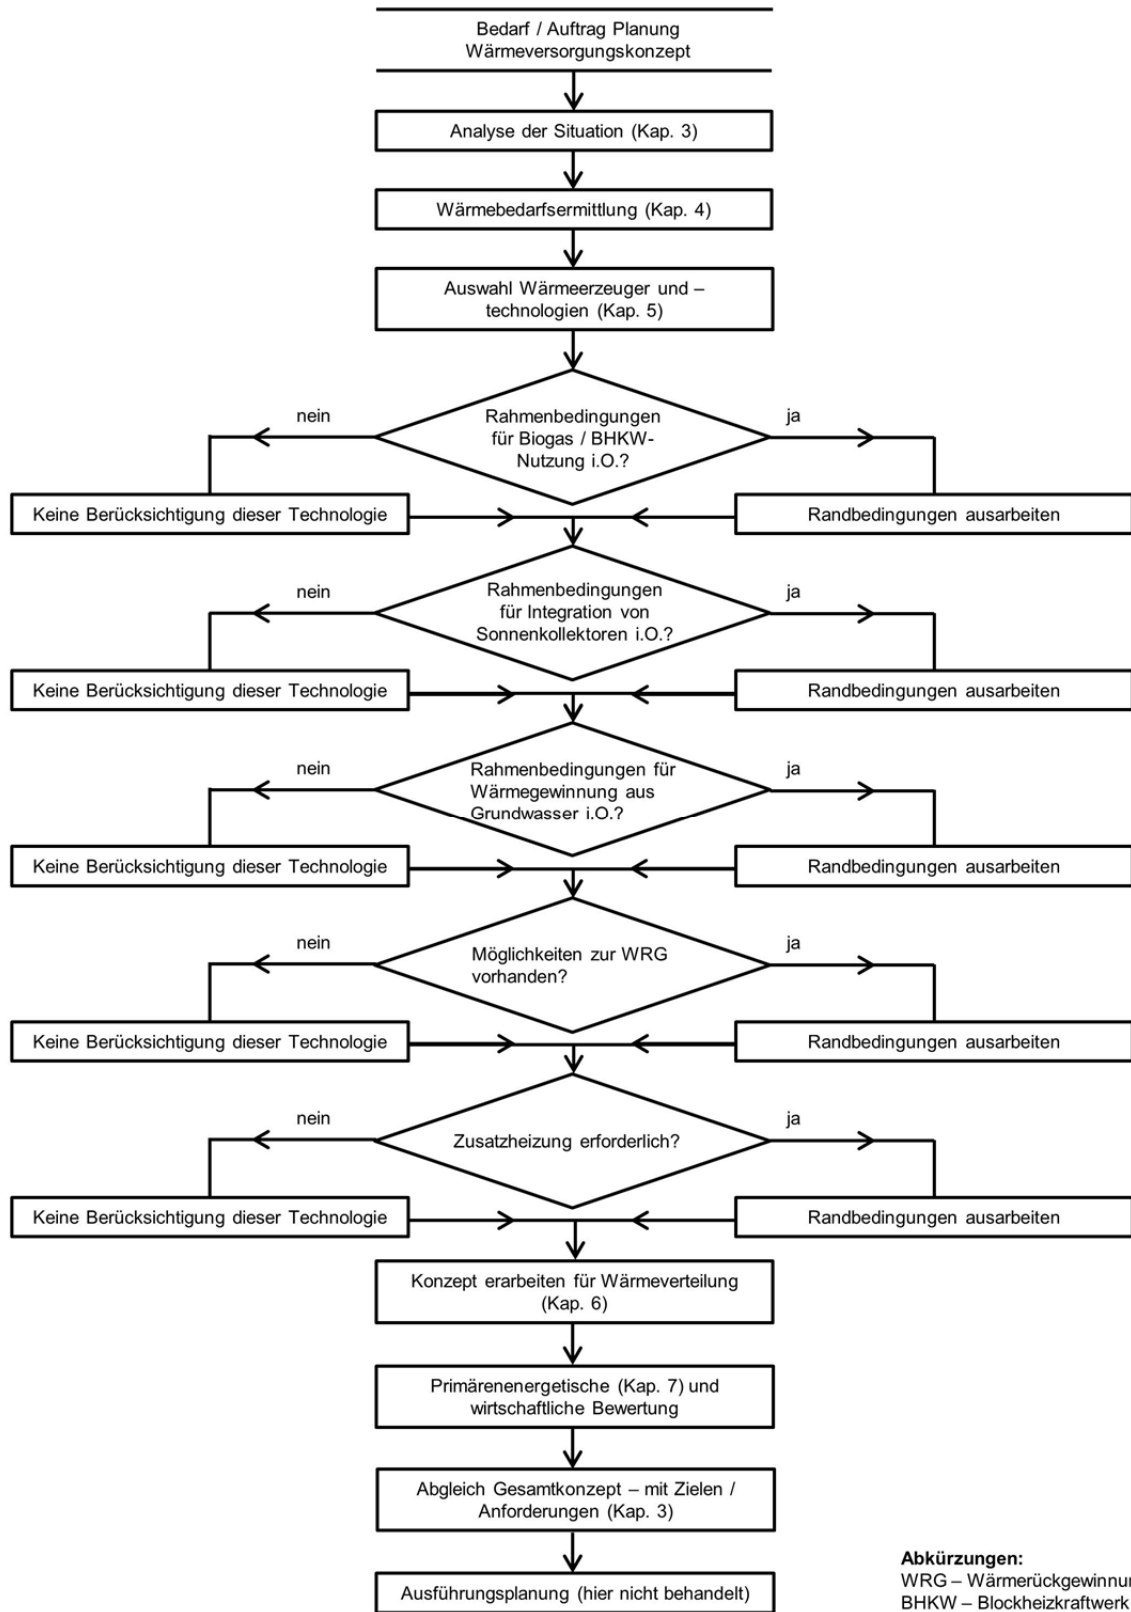 Bedarf / Auftrag Planung
Wärmeversorgungskonzept
Analyse der Situation (Kap. 3)
Wärmebedarfsermittlung (Kap. 4)
Auswahl Wärmeerzeuger und –
technologien (Kap. 5)
nein
Rahmenbedingungen
für Biogas / BHKW-
Nutzung i.O.?
ja
Keine Berücksichtigung dieser Technologie
Randbedingungen ausarbeiten
nein
Rahmenbedingungen
für Integration von
Sonnenkollektoren i.O.?
ja
Keine Berücksichtigung dieser Technologie
Randbedingungen ausarbeiten
nein
Rahmenbedingungen für
Wärmegewinnung aus
Grundwasser i.O.?
ja
Keine Berücksichtigung dieser Technologie
Randbedingungen ausarbeiten
nein
Möglichkeiten zur WRG
vorhanden?
ja
Keine Berücksichtigung dieser Technologie
Randbedingungen ausarbeiten
nein
Zusatzheizung erforderlich?
ja
Keine Berücksichtigung dieser Technologie
Randbedingungen ausarbeiten
Konzept erarbeiten für Wärmeverteilung
(Kap. 6)
Primärenenergetische (Kap. 7) und
wirtschaftliche Bewertung
Abgleich Gesamtkonzept – mit Zielen /
Anforderungen (Kap. 3)
Ausführungsplanung (hier nicht behandelt)
Abkürzungen:
WRG – Wärmerückgewinnun
BHKW – Blockheizkraftwerk